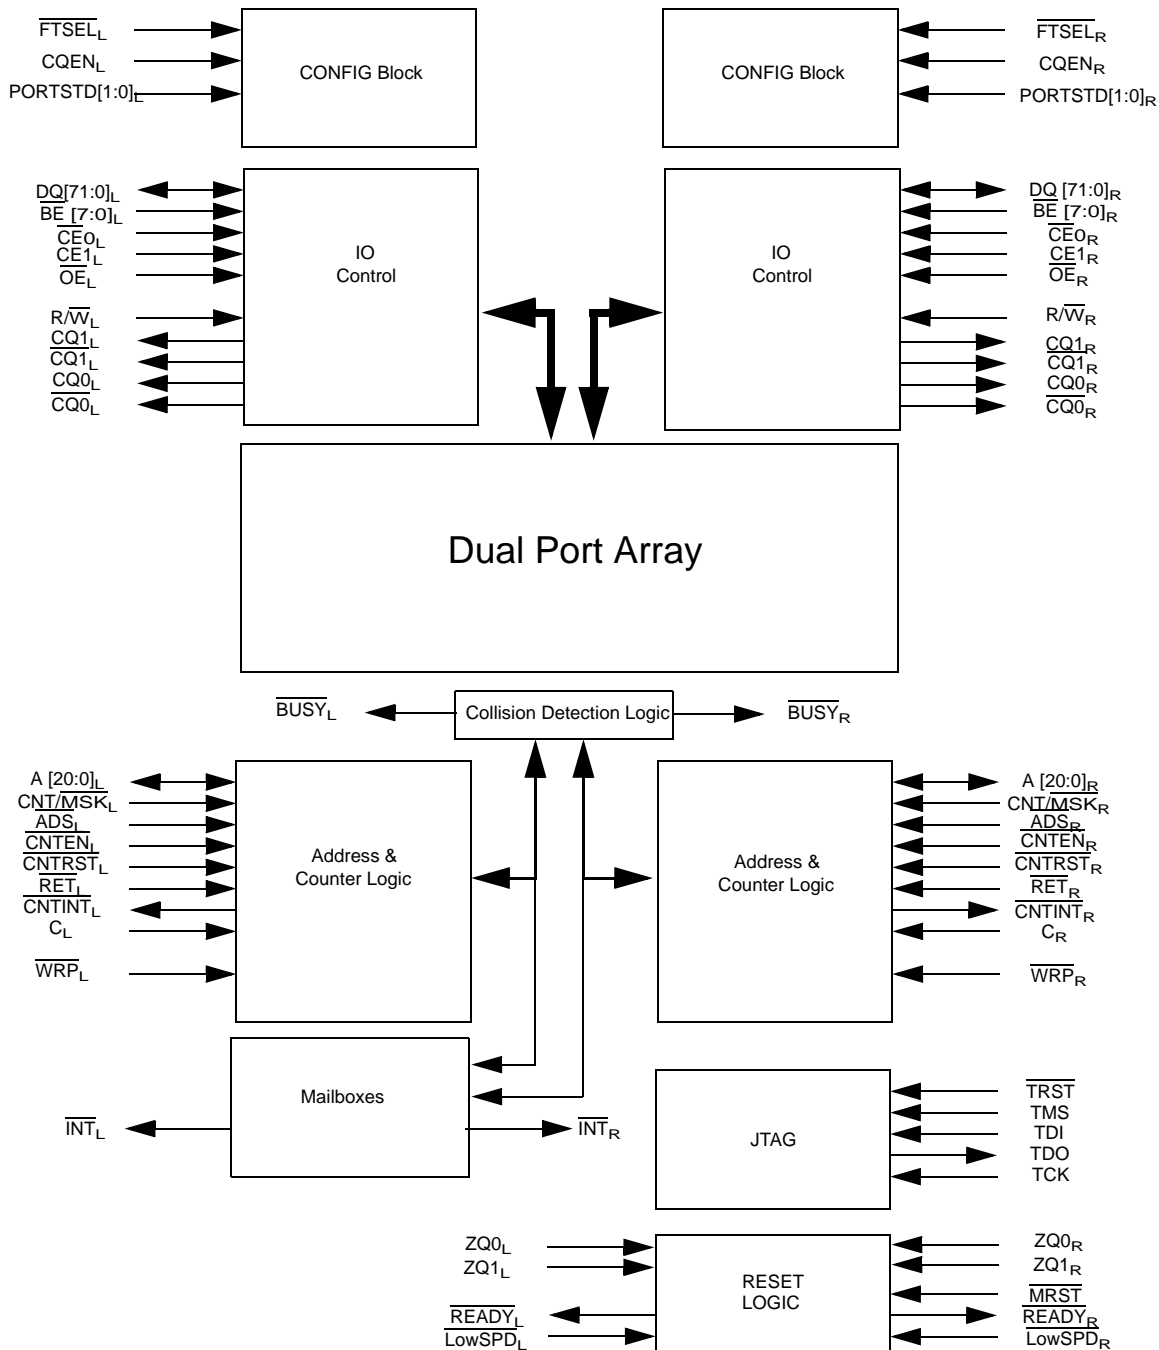 FTSEL_L
CQEN_L
PORTSTD[1:0]_L
CONFIG Block
CONFIG Block
FTSEL_R
CQEN_R
PORTSTD[1:0]_R
DQ[71:0]_L
BE [7:0]_L
CE0_L
CE1_L
OE_L
R/W_L
CQ1_L
CQ1_L
CQ0_L
CQ0_L
IO
Control
IO
Control
DQ [71:0]_R
BE [7:0]_R
CE0_R
CE1_R
OE_R
R/W_R
CQ1_R
CQ1_R
CQ0_R
CQ0_R
Dual Port Array
BUSY_L
Collision Detection Logic
BUSY_R
A [20:0]_L
CNT/MSK_L
ADS_L
CNTEN_L
CNTRST_L
RET_L
CNTINT_L
C_L
WRP_L
Address &
Counter Logic
Address &
Counter Logic
A [20:0]_R
CNT/MSK_R
ADS_R
CNTEN_R
CNTRST_R
RET_R
CNTINT_R
C_R
WRP_R
INT_L
Mailboxes
INT_R
JTAG
TRST
TMS
TDI
TDO
TCK
ZQ0_L
ZQ1_L
READY_L
LowSPD_L
RESET
LOGIC
ZQ0_R
ZQ1_R
MRST
READY_R
LowSPD_R